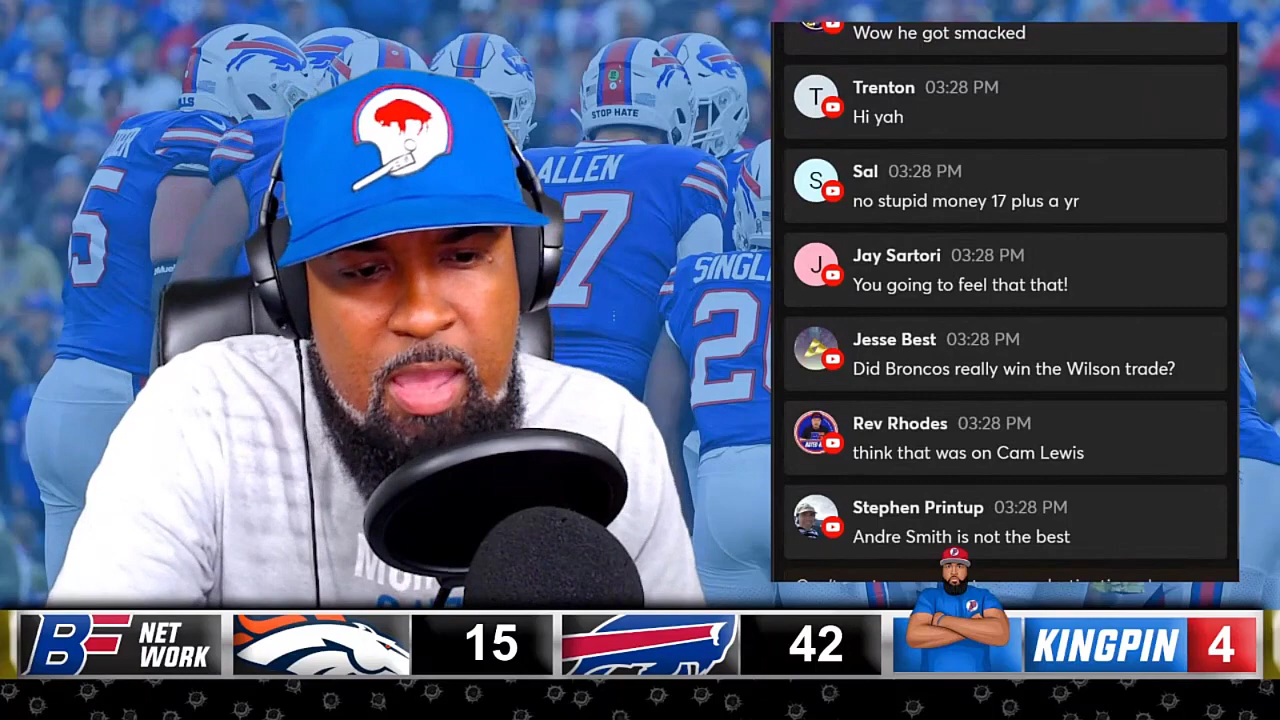 Wow he got smacked
T
Trenton 03:28 PM
Hi yah
S
Sal 03:28 PM
no stupid money 17 plus a yr
J
Jay Sartori 03:28 PM
You going to feel that that!
Jesse Best 03:28 PM
Did Broncos really win the Wilson trade?
Rev Rhodes 03:28 PM
think that was on Cam Lewis
Stephen Printup 03:28 PM
Andre Smith is not the best
STOP HATE
ALLEN
7
5
SINGL
2
BF NET
WORK
15
42
KINGPIN 4